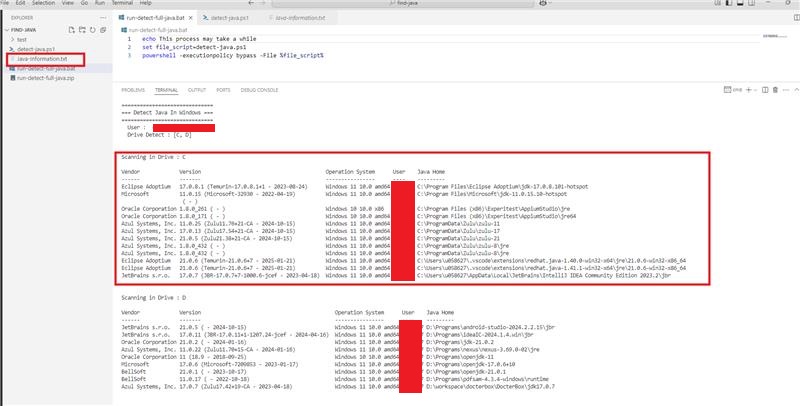 File Edit Selection View Go Run Terminal Help
find-java
EXPLORER
FIND-JAVA
test
detect-java.ps1
Java-Information.txt
run-detect-full-java.bat
run-detect-full-java.zip
run-detect-full-java.bat
detect-java.ps1
Java-Information.txt
run-detect-full-java.bat
1 echo This process may take a while
2 set file_script=detect-java.ps1
3 powershell -executionpolicy bypass -File %file_script%
PROBLEMS TERMINAL OUTPUT PORTS DEBUG CONSOLE
cmd
=== Detect Java In Windows ===
User :
Drive Detect : [C, D]
Scanning in Drive : C
Vendor Version Operation System User Java Home
Eclipse Adoptium 17.0.8.1 (Temurin-17.0.8.1+1 - 2023-08-24) Windows 11 10.0 amd64 C:\Program Files\Eclipse Adoptium\jdk-17.0.8.101-hotspot
Microsoft 11.0.15 (Microsoft-32930 - 2022-04-19) Windows 11 10.0 amd64 C:\Program Files\Microsoft\jdk-11.0.15.10-hotspot
( - )
Oracle Corporation 1.8.0_261 ( - ) Windows 10 10.0 x86 C:\Program Files (x86)\Experitest\AppiumStudio\jre
Oracle Corporation 1.8.0_171 ( - ) Windows 11 10.0 amd64 C:\Program Files (x86)\Experitest\AppiumStudio\jre64
Azul Systems, Inc. 11.0.25 (Zulu11.76+21-CA - 2024-10-15) Windows 11 10.0 amd64 C:\ProgramData\Zulu\zulu-11
Azul Systems, Inc. 17.0.13 (Zulu17.54+21-CA - 2024-10-15) Windows 11 10.0 amd64 C:\ProgramData\Zulu\zulu-17
Azul Systems, Inc. 21.0.5 (Zulu21.38+21-CA - 2024-10-15) Windows 11 10.0 amd64 C:\ProgramData\Zulu\zulu-21
Azul Systems, Inc. 1.8.0_432 ( - ) Windows 11 10.0 amd64 C:\ProgramData\Zulu\zulu-8\jre
Azul Systems, Inc. 1.8.0_432 ( - ) Windows 11 10.0 amd64 C:\ProgramData\Zulu\zulu-8\jre
Eclipse Adoptium 21.0.6 (Temurin-21.0.6+7 - 2025-01-21) Windows 11 10.0 amd64 C:\Users\u058627\.vscode\extensions\redhat.java-1.40.0-win32-x64\jre\21.0.6-win32-x86_64
Eclipse Adoptium 21.0.6 (Temurin-21.0.6+7 - 2025-01-21) Windows 11 10.0 amd64 C:\Users\u058627\.vscode\extensions\redhat.java-1.41.1-win32-x64\jre\21.0.6-win32-x86_64
JetBrains s.r.o. 17.0.7 (JBR-17.0.7+7-1000.6-jcef - 2023-04-18) Windows 11 10.0 amd64 C:\Users\u058627\AppData\Local\JetBrains\IntelliJ IDEA Community Edition 2023.2\jbr
Scanning in Drive : D
Vendor Version Operation System User Java Home
JetBrains s.r.o. 21.0.5 ( - 2024-10-15) Windows 11 10.0 amd64 D:\Programs\android-studio-2024.2.2.15\jbr
JetBrains s.r.o. 17.0.11 (JBR-17.0.11+1-1207.24-jcef - 2024-04-16) Windows 11 10.0 amd64 D:\Programs\ideaIC-2024.1.4.win\jbr
Oracle Corporation 21.0.2 ( - 2024-01-16) Windows 11 10.0 amd64 D:\Programs\jdk-21.0.2
Azul Systems, Inc. 11.0.22 (Zulu11.70+15-CA - 2024-01-16) Windows 11 10.0 amd64 D:\Programs\nexus\nexus-3.69.0-02\jre
Oracle Corporation 11 (18.9 - 2018-09-25) Windows 11 10.0 amd64 D:\Programs\openjdk-11
Microsoft 17.0.6 (Microsoft-7209853 - 2023-01-17) Windows 11 10.0 amd64 D:\Programs\openjdk-17.0.6+10
BellSoft 21.0.1 ( - 2023-10-17) Windows 11 10.0 amd64 D:\Programs\openjdk-21.0.1
BellSoft 11.0.17 ( - 2022-10-18) Windows 11 10.0 amd64 D:\Programs\pdfsam-4.3.4-windows\runtime
Azul Systems, Inc. 17.0.7 (Zulu17.42+19-CA - 2023-04-18) Windows 11 10.0 amd64 D:\workspace\docterbox\DocterBox\jdk17.0.7